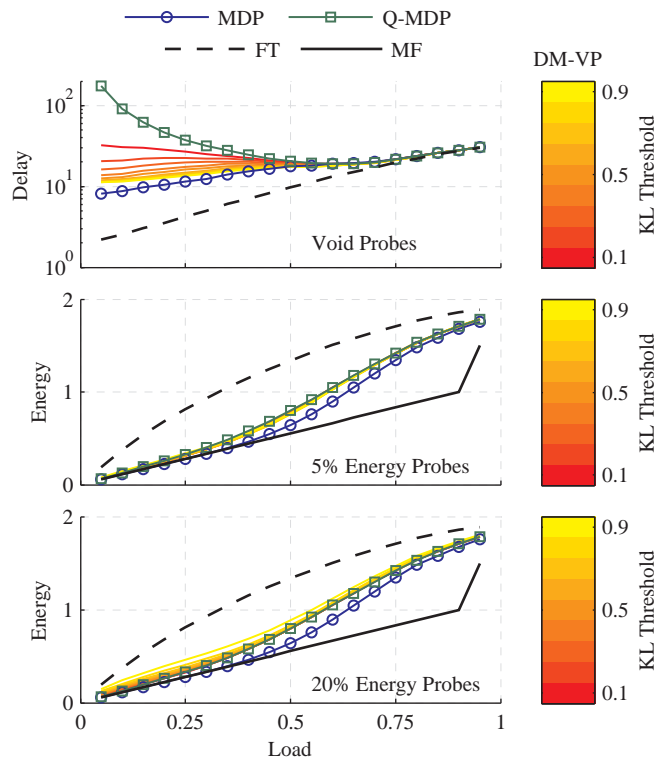 MDP
Q-MDP
FT
MF
DM-VP
10^2
10^1
10^0
Delay
Void Probes
0.9
0.5
0.1
KL Threshold
2
1
0
Energy
5% Energy Probes
0.9
0.5
0.1
KL Threshold
2
1
0
Energy
20% Energy Probes
0.9
0.5
0.1
KL Threshold
0
0.25
0.5
0.75
1
Load